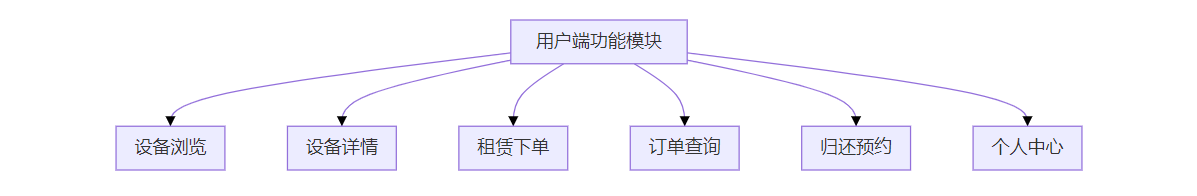 用户端功能模块
设备浏览
设备详情
租赁下单
订单查询
归还预约
个人中心